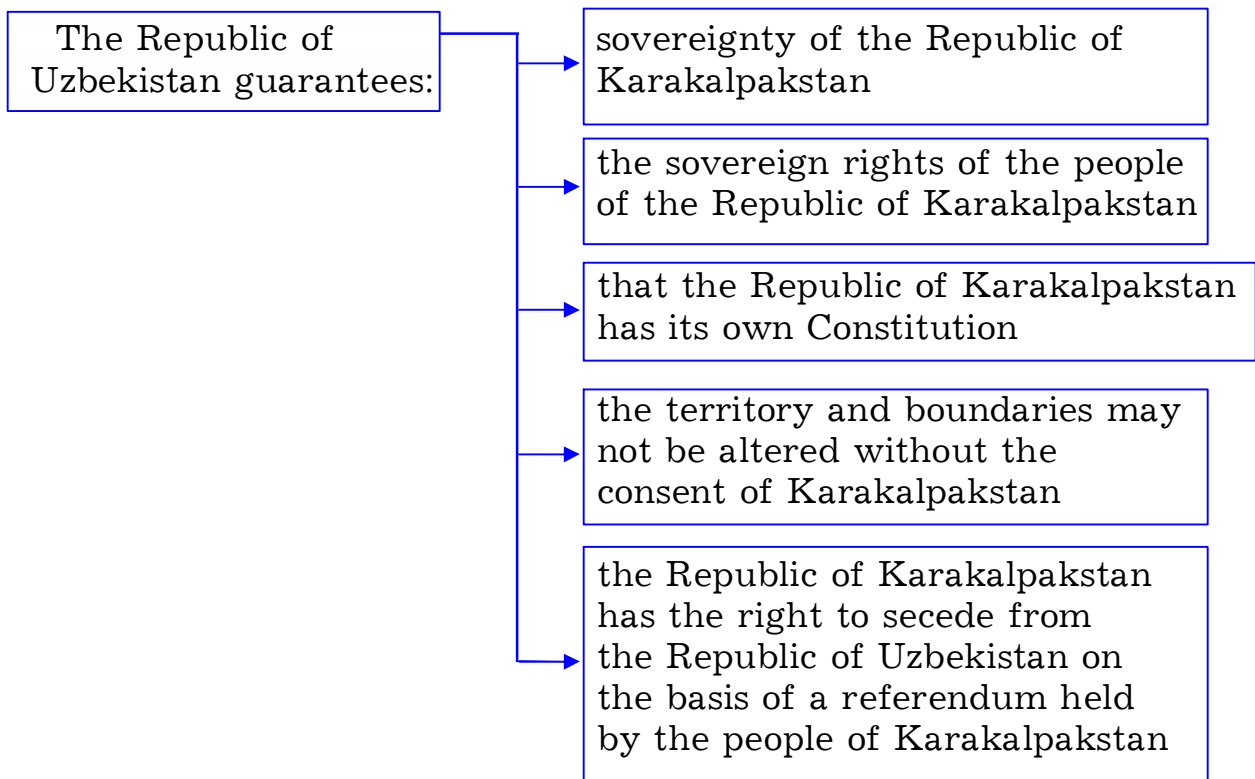 The Republic of
Uzbekistan guarantees:
sovereignty of the Republic of
Karakalpakstan
the sovereign rights of the people
of the Republic of Karakalpakstan
that the Republic of Karakalpakstan
has its own Constitution
the territory and boundaries may
not be altered without the
consent of Karakalpakstan
the Republic of Karakalpakstan
has the right to secede from
the Republic of Uzbekistan on
the basis of a referendum held
by the people of Karakalpakstan